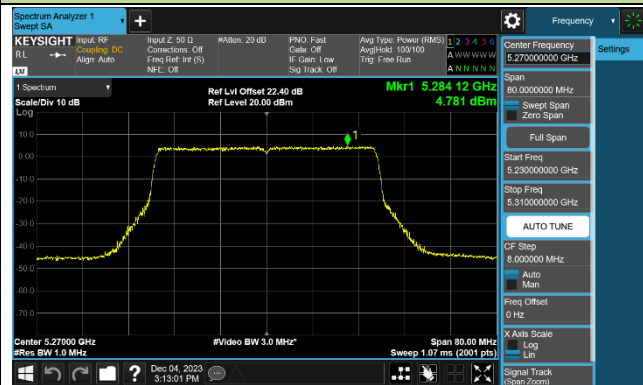 Spectrum Analyzer 1
Swept SA
+
Frequency
KEYSIGHT
RL
LXI
Input: RF
Coupling: DC
Align: Auto
Input Z: 50 Ω
Corrections: Off
Freq Ref: Int (S)
NFE: Off
#Atten: 20 dB
PNO: Fast
Gate: Off
IF Gain: Low
Sig Track: Off
Avg Type: Power (RMS)
Avg|Hold: 100/100
Trig: Free Run
1 2 3 4 5 6
A W W W W W
A N N N N N
1 Spectrum
Scale/Div 10 dB
Log
Ref Lvl Offset 22.40 dB
Ref Level 20.00 dBm
Mkr1 5.284 12 GHz
4.781 dBm
1
10.0
0.00
-10.0
-20.0
-30.0
-40.0
-50.0
-60.0
-70.0
Center 5.27000 GHz
#Res BW 1.0 MHz
#Video BW 3.0 MHz*
Span 80.00 MHz
Sweep 1.07 ms (2001 pts)
Dec 04, 2023
3:13:01 PM
Center Frequency
5.270000000 GHz
Settings
Span
80.0000000 MHz
Swept Span
Zero Span
Full Span
Start Freq
5.230000000 GHz
Stop Freq
5.310000000 GHz
AUTO TUNE
CF Step
8.000000 MHz
Auto
Man
Freq Offset
0 Hz
X Axis Scale
Log
Lin
Signal Track
(Span Zoom)